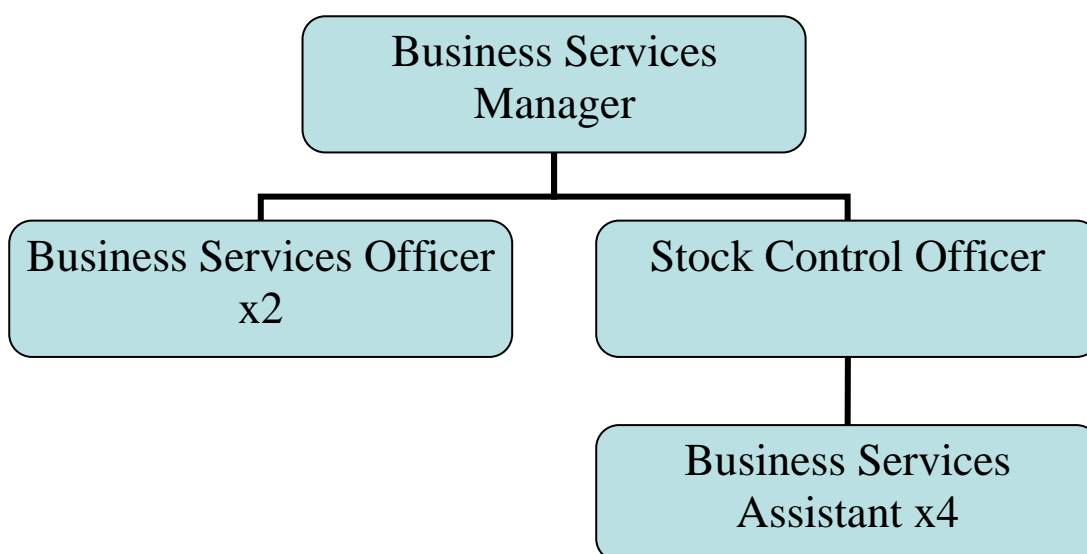 Business Services
Manager
Business Services Officer
x2
Stock Control Officer
Business Services
Assistant x4